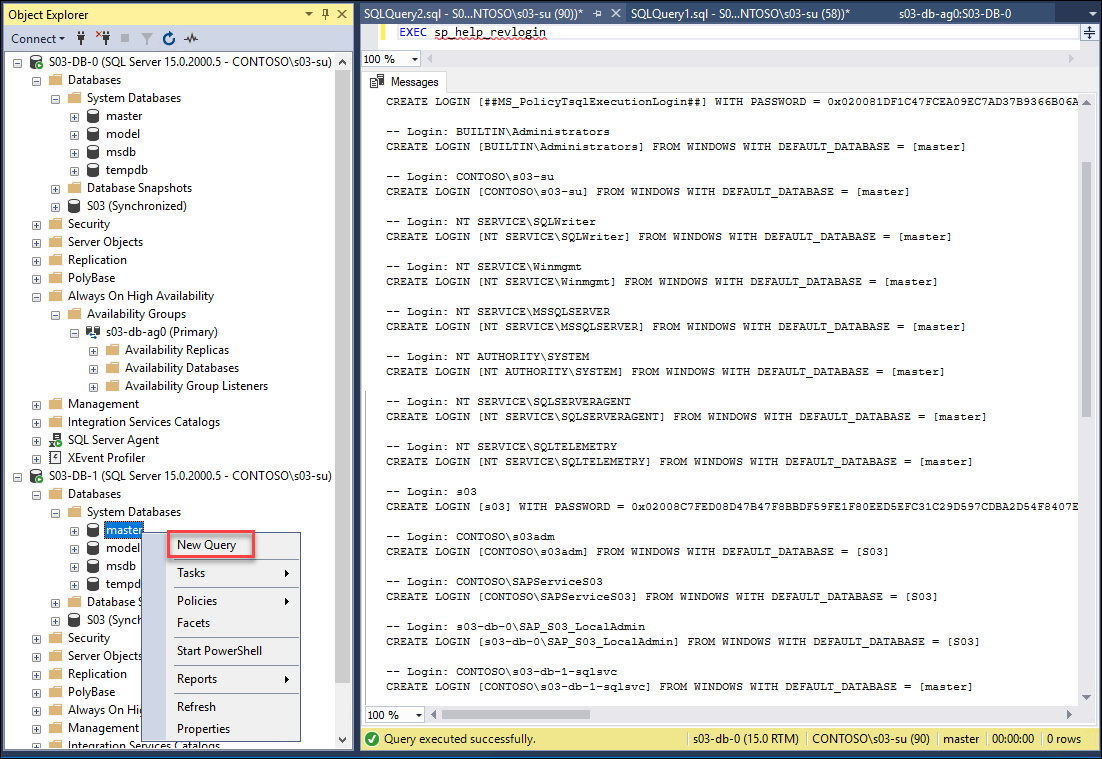 Object Explorer
Connect
S03-DB-0 (SQL Server 15.0.2000.5 - CONTOSO\s03-su)
Databases
System Databases
master
model
msdb
tempdb
Database Snapshots
S03 (Synchronized)
Security
Server Objects
Replication
PolyBase
Always On High Availability
Availability Groups
s03-db-ag0 (Primary)
Availability Replicas
Availability Databases
Availability Group Listeners
Management
Integration Services Catalogs
SQL Server Agent
XEvent Profiler
S03-DB-1 (SQL Server 15.0.2000.5 - CONTOSO\s03-su)
Databases
System Databases
master
model
msdb
tempd
Database S
S03 (Synch
Security
Server Objects
Replication
PolyBase
Always On Hi
Management
Integration Services Catalogs
New Query
Tasks
Policies
Facets
Start PowerShell
Reports
Refresh
Properties
SQLQuery2.sql - S0...NTOSO\s03-su (90))*
SQLQuery1.sql - S0...NTOSO\s03-su (58))*
s03-db-ag0:S03-DB-0
EXEC sp_help_revlogin
100 %
Messages
CREATE LOGIN [##MS_PolicyTsqlExecutionLogin##] WITH PASSWORD = 0x020081DF1C47FCEA09EC7AD37B9366B06A
-- Login: BUILTIN\Administrators
CREATE LOGIN [BUILTIN\Administrators] FROM WINDOWS WITH DEFAULT_DATABASE = [master]
-- Login: CONTOSO\s03-su
CREATE LOGIN [CONTOSO\s03-su] FROM WINDOWS WITH DEFAULT_DATABASE = [master]
-- Login: NT SERVICE\SQLWriter
CREATE LOGIN [NT SERVICE\SQLWriter] FROM WINDOWS WITH DEFAULT_DATABASE = [master]
-- Login: NT SERVICE\Winmgmt
CREATE LOGIN [NT SERVICE\Winmgmt] FROM WINDOWS WITH DEFAULT_DATABASE = [master]
-- Login: NT SERVICE\MSSQLSERVER
CREATE LOGIN [NT SERVICE\MSSQLSERVER] FROM WINDOWS WITH DEFAULT_DATABASE = [master]
-- Login: NT AUTHORITY\SYSTEM
CREATE LOGIN [NT AUTHORITY\SYSTEM] FROM WINDOWS WITH DEFAULT_DATABASE = [master]
-- Login: NT SERVICE\SQLSERVERAGENT
CREATE LOGIN [NT SERVICE\SQLSERVERAGENT] FROM WINDOWS WITH DEFAULT_DATABASE = [master]
-- Login: NT SERVICE\SQLTELEMETRY
CREATE LOGIN [NT SERVICE\SQLTELEMETRY] FROM WINDOWS WITH DEFAULT_DATABASE = [master]
-- Login: s03
CREATE LOGIN [s03] WITH PASSWORD = 0x02008C7FED08D47B47F8BBDF59FE1F80EED5EFC31C29D597CDBA2D54F8407E
-- Login: CONTOSO\s03adm
CREATE LOGIN [CONTOSO\s03adm] FROM WINDOWS WITH DEFAULT_DATABASE = [S03]
-- Login: CONTOSO\SAPServiceS03
CREATE LOGIN [CONTOSO\SAPServiceS03] FROM WINDOWS WITH DEFAULT_DATABASE = [S03]
-- Login: s03-db-0\SAP_S03_LocalAdmin
CREATE LOGIN [s03-db-0\SAP_S03_LocalAdmin] FROM WINDOWS WITH DEFAULT_DATABASE = [S03]
-- Login: CONTOSO\s03-db-1-sqlsvc
CREATE LOGIN [CONTOSO\s03-db-1-sqlsvc] FROM WINDOWS WITH DEFAULT_DATABASE = [master]
100 %
Query executed successfully.
s03-db-0 (15.0 RTM)
CONTOSO\s03-su (90)
master
00:00:00
0 rows